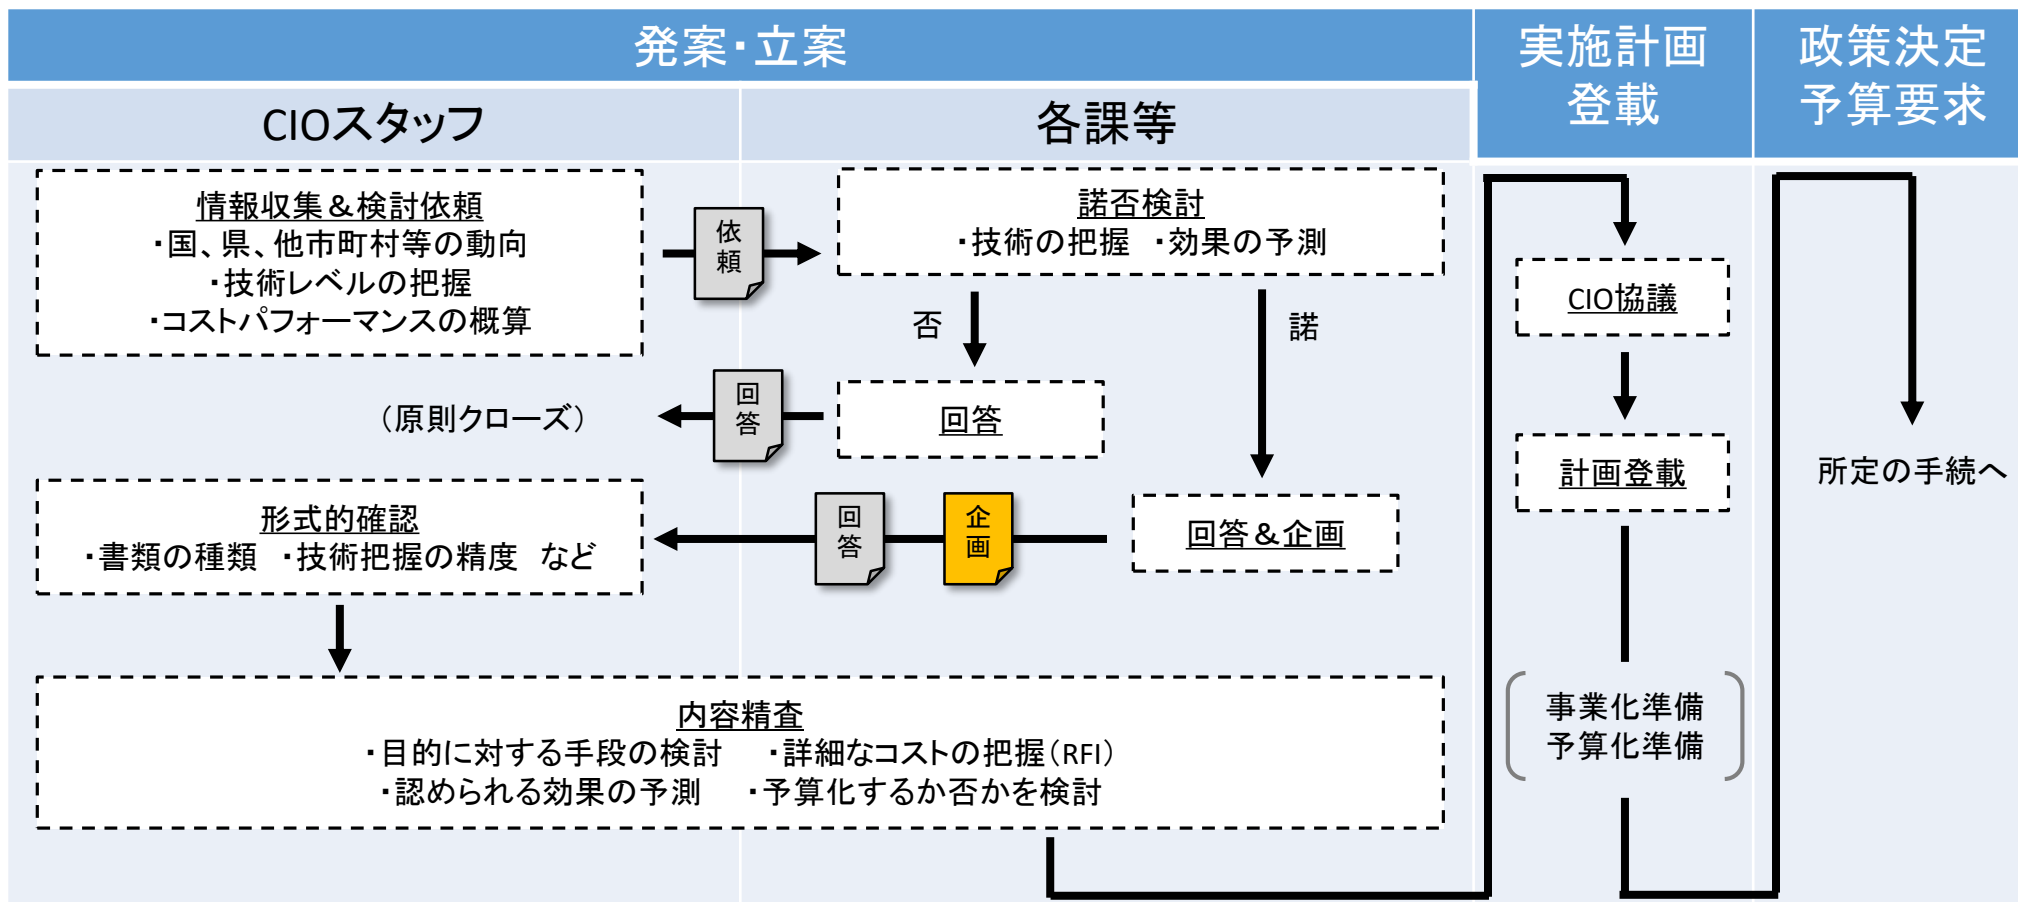 発案・立案
実施計画
登載
政策決定
予算要求
CIOスタッフ
各課等
情報収集＆検討依頼
・国、県、他市町村等の動向
・技術レベルの把握
・コストパフォーマンスの概算
依頼
諾否検討
・技術の把握　・効果の予測
否
諾
（原則クローズ）
回答
回答
形式的確認
・書類の種類　・技術把握の精度　など
回答
企画
回答＆企画
内容精査
・目的に対する手段の検討　・詳細なコストの把握（RFI）
・認められる効果の予測　・予算化するか否かを検討
CIO協議
計画登載
事業化準備
予算化準備
所定の手続へ